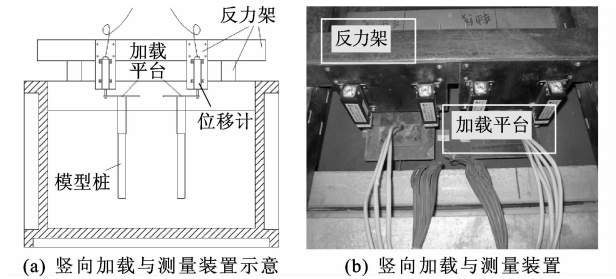 反力架
加载
平台
位移计
模型桩
(a) 竖向加载与测量装置示意
反力架
加载平台
(b) 竖向加载与测量装置